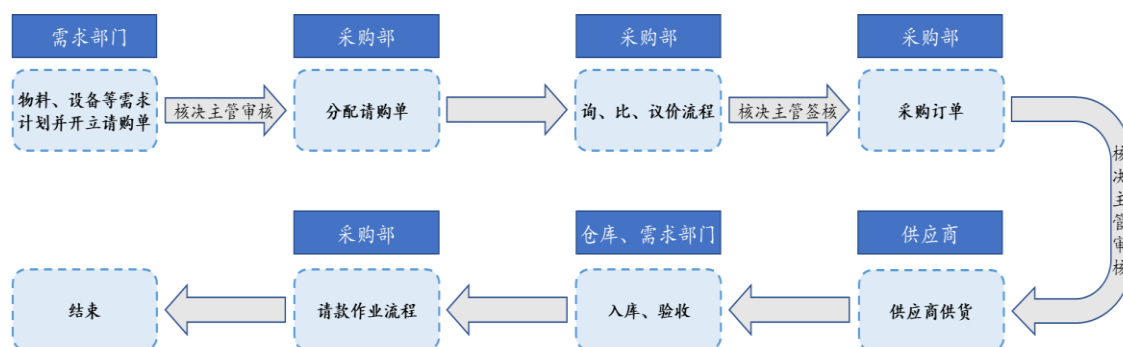 需求部门
物料、设备等需求
计划并开立请购单
核决主管审核
采购部
分配请购单
采购部
询、比、议价流程
核决主管签核
采购部
采购订单
核决主管审核
供应商
供应商供货
仓库、需求部门
入库、验收
采购部
请款作业流程
结束